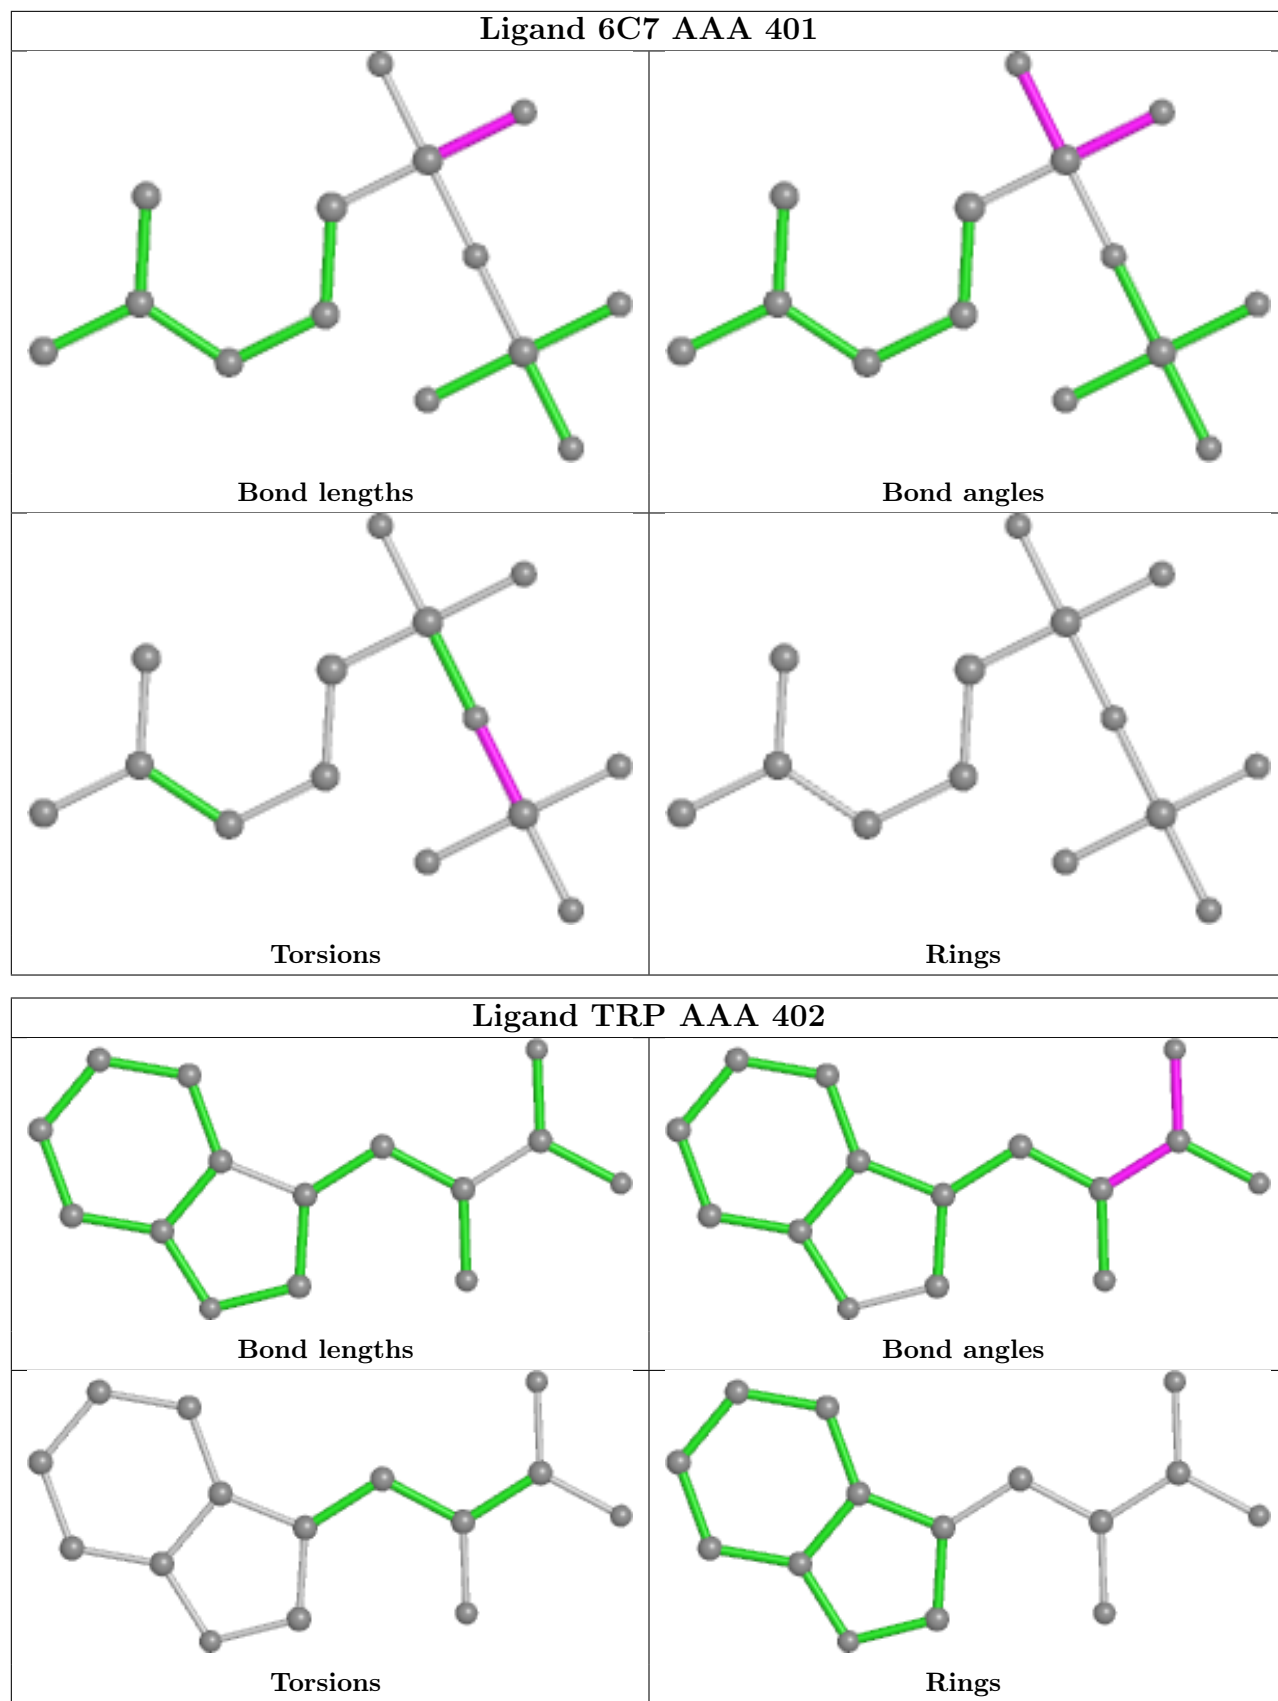 Ligand 6C7 AAA 401
Bond lengths
Bond angles
Torsions
Rings
Ligand TRP AAA 402
Bond lengths
Bond angles
Torsions
Rings